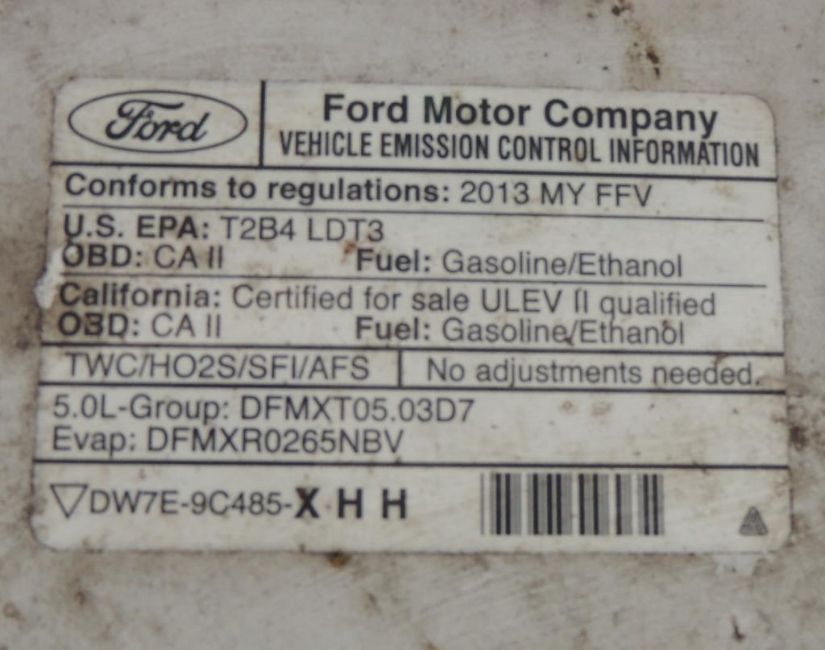 Ford
Ford Motor Company
VEHICLE EMISSION CONTROL INFORMATION
Conforms to regulations: 2013 MY FFV
U.S. EPA: T2B4 LDT3
OBD: CA II Fuel: Gasoline/Ethanol
California: Certified for sale ULEV II qualified
OBD: CA II Fuel: Gasoline/Ethanol
TWC/HO2S/SFI/AFS No adjustments needed.
5.0L-Group: DFMXT05.03D7
Evap: DFMXR0265NBV
▽DW7E-9C485-X H H